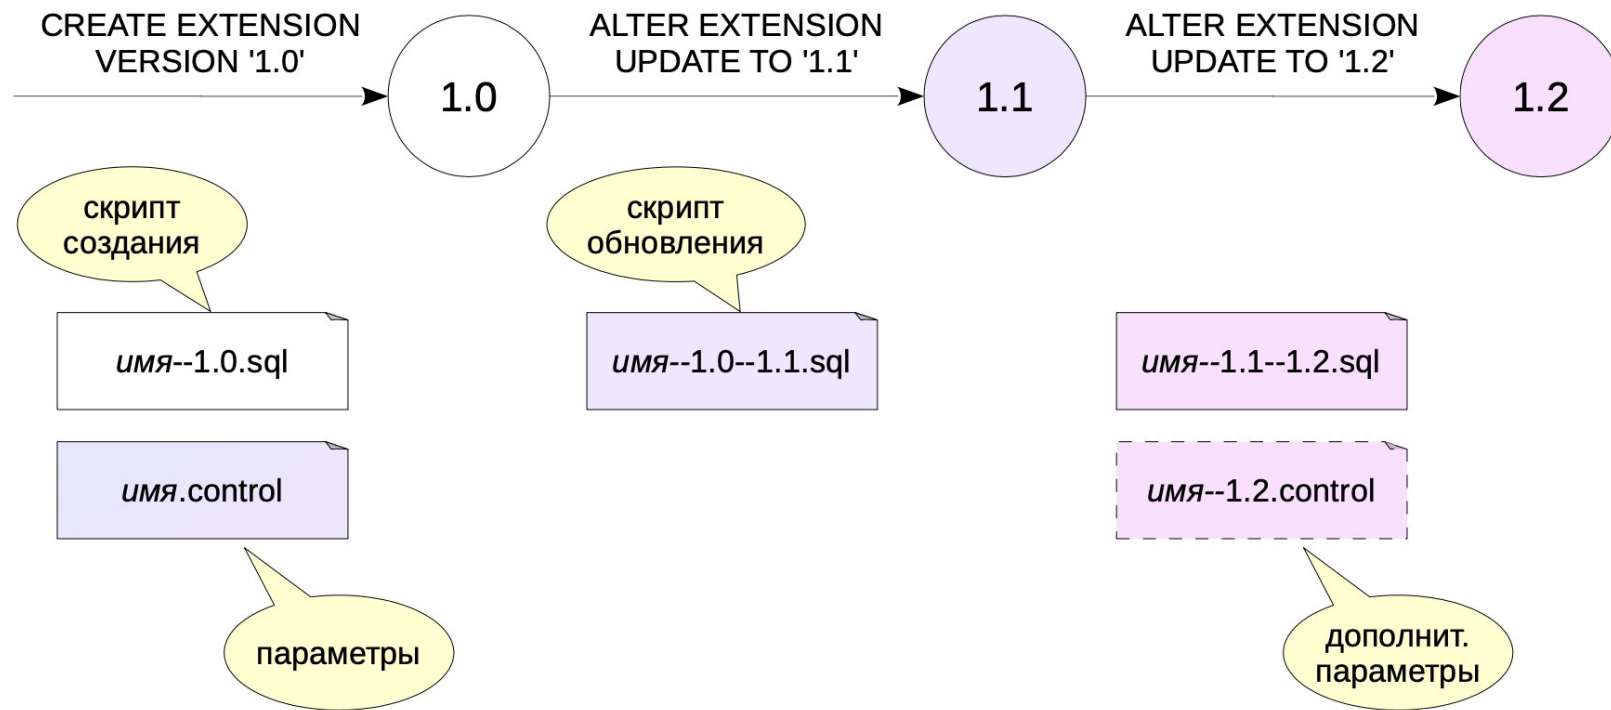 CREATE EXTENSION
VERSION '1.0'
1.0
ALTER EXTENSION
UPDATE TO '1.1'
1.1
ALTER EXTENSION
UPDATE TO '1.2'
1.2
скрипт
создания
скрипт
обновления
имя--1.0.sql
имя--1.0--1.1.sql
имя--1.1--1.2.sql
имя.control
имя--1.2.control
параметры
дополнит.
параметры